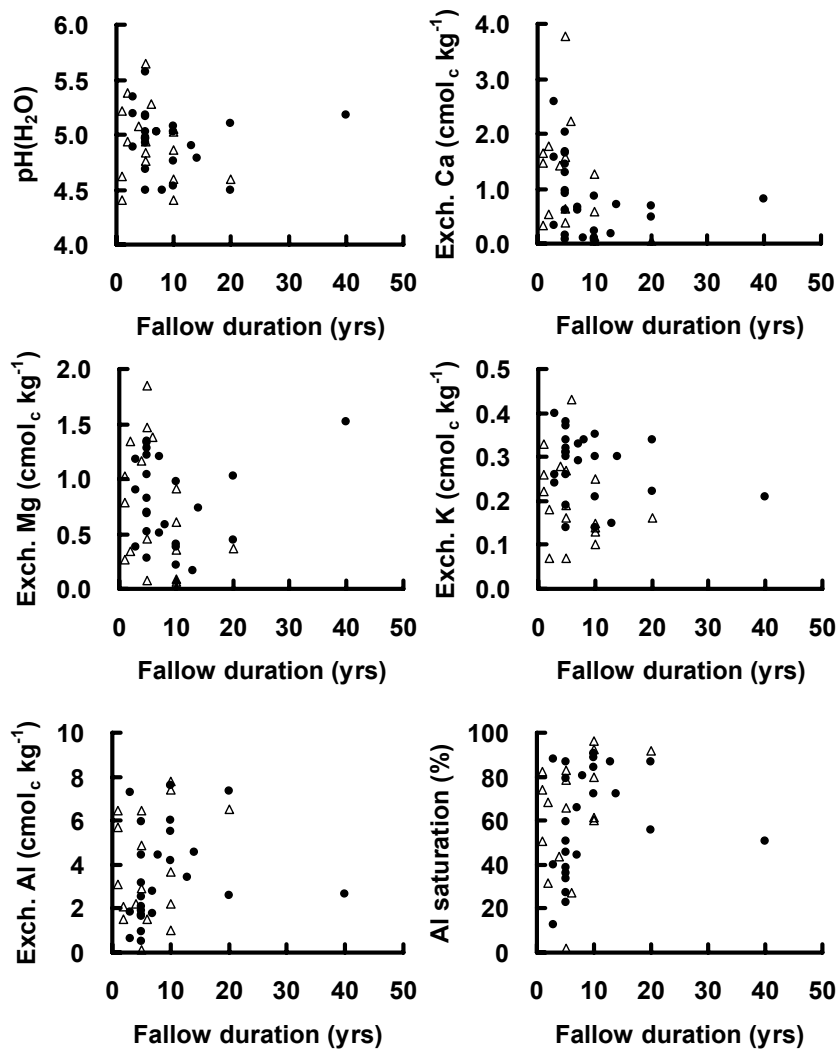 6.0
5.5
5.0
4.5
4.0
pH(H₂O)
0 10 20 30 40 50
Fallow duration (yrs)
4.0
3.0
2.0
1.0
0.0
Exch. Ca (cmol_c kg⁻¹)
0 10 20 30 40 50
Fallow duration (yrs)
2.0
1.5
1.0
0.5
0.0
Exch. Mg (cmol_c kg⁻¹)
0 10 20 30 40 50
Fallow duration (yrs)
0.5
0.4
0.3
0.2
0.1
0.0
Exch. K (cmol_c kg⁻¹)
0 10 20 30 40 50
Fallow duration (yrs)
10
8
6
4
2
0
Exch. Al (cmol_c kg⁻¹)
0 10 20 30 40 50
Fallow duration (yrs)
100
80
60
40
20
0
Al saturation (%)
0 10 20 30 40 50
Fallow duration (yrs)